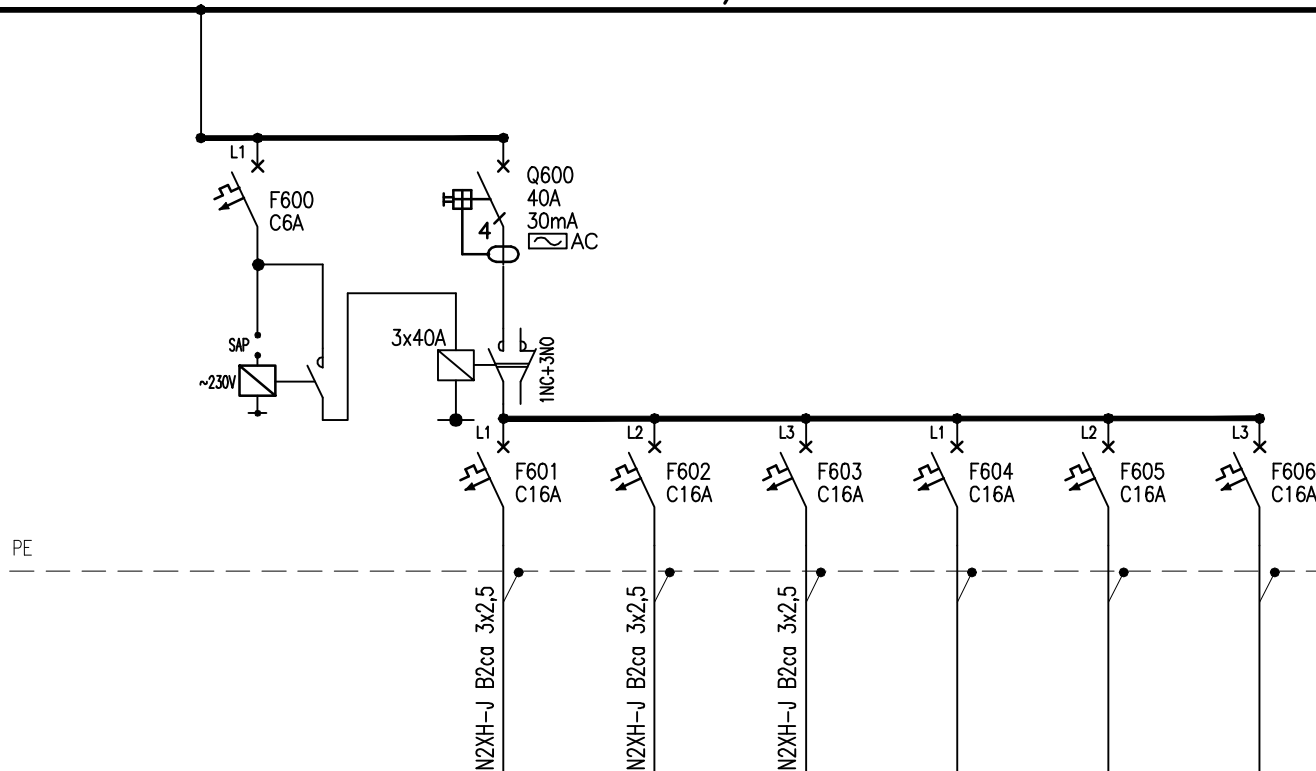 L1
F600
C6A
Q600
40A
30mA
AC
4
SAP
~230V
3x40A
1NC+3NO
L1
F601
C16A
L2
F602
C16A
L3
F603
C16A
L1
F604
C16A
L2
F605
C16A
L3
F606
C16A
PE
N2XH-J B2ca 3x2,5
N2XH-J B2ca 3x2,5
N2XH-J B2ca 3x2,5